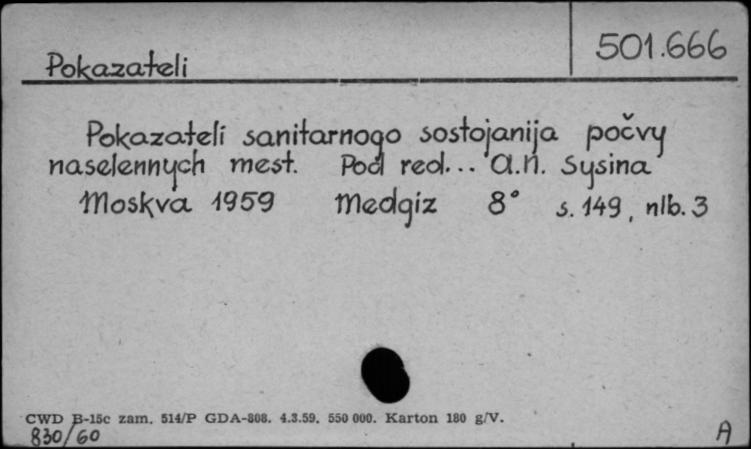 501.666
Pokazateli
Pokazateli sanitarnogo sostojanija počvy
naselennych mest. Pod red... A.N. Sysina
Moskva 1959 Medgiz 8° s. 149, nlb. 3
CWD B-15c zam. 514/P GDA-808. 4.3.59. 550 000. Karton 180 g/V.
830/60 A